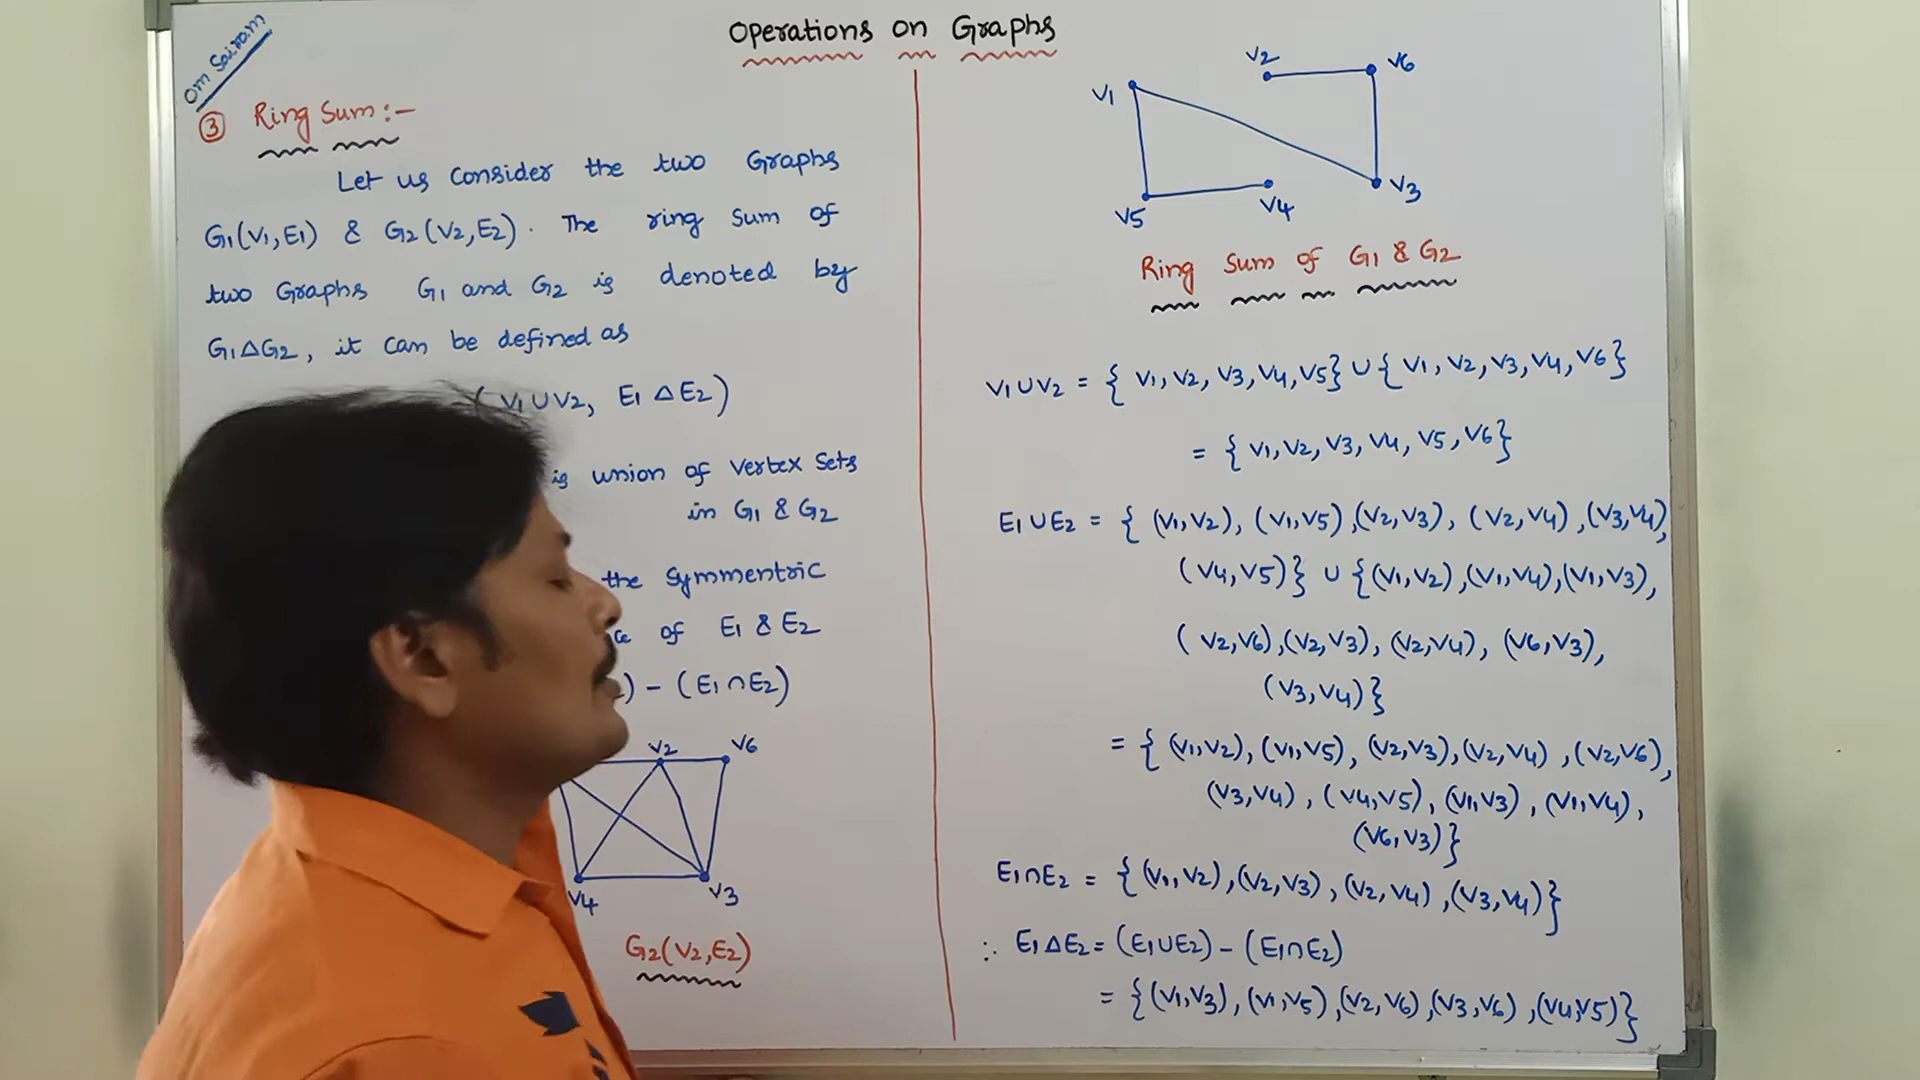 Operations on Graphs
Om Sairam
③ Ring Sum:-
Let us consider the two Graphs
G1(V1,E1) & G2(V2,E2). The ring sum of
two Graphs G1 and G2 is denoted by
G1△G2, it can be defined as
(V1∪V2, E1△E2)
is union of vertex sets
in G1 & G2
the Symmentric
of E1 & E2
) - (E1∩E2)
V2 V6
V4 V3
G2(V2,E2)
V2 V6
V1
V5 V4 V3
Ring Sum of G1 & G2
V1∪V2 = { V1, V2, V3, V4, V5} ∪ { V1, V2, V3, V4, V6}
= { V1, V2, V3, V4, V5, V6}
E1∪E2 = { (V1,V2), (V1,V5), (V2,V3), (V2,V4), (V3,V4),
(V4,V5)} ∪ {(V1,V2), (V1,V4), (V1,V3),
(V2,V6), (V2,V3), (V2,V4), (V6,V3),
(V3,V4)}
= { (V1,V2), (V1,V5), (V2,V3), (V2,V4), (V2,V6),
(V3,V4), (V4,V5), (V1,V3), (V1,V4),
(V6,V3)}
E1∩E2 = { (V1,V2), (V2,V3), (V2,V4), (V3,V4)}
∴ E1△E2 = (E1∪E2) - (E1∩E2)
= {(V1,V3), (V1,V5), (V2,V6), (V3,V6), (V4,V5)}